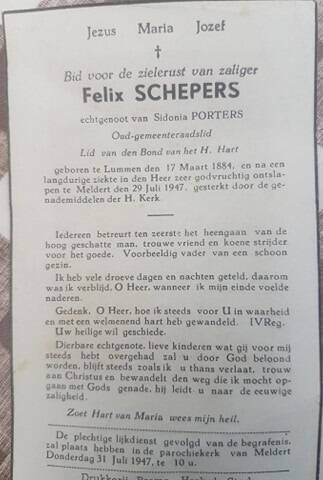 Jezus Maria Jozef
Bid voor de zielerust van zaliger
Felix SCHEPERS
echtgenoot van Sidonia PORTERS
Oud-gemeenteraadslid
Lid van den Bond van het H. Hart
geboren te Lummen den 17 Maart 1884, en na een
langdurige ziekte in den Heer zeer godvruchtig ontsla-
pen te Meldert den 29 Juli 1947, gesterkt door de ge-
nademiddelen der H. Kerk.
Iedereen betreurt ten zeerste het heengaan van de
hoog geschatte man, trouwe vriend en koene strijder
voor het goede. Voorbeeldig vader van een schoon
gezin.
Ik heb vele droeve dagen en nachten geteld, daarom
was ik verblijd, O Heer, wanneer mijn einde voelde na-
deren.
Gedenk, O Heer, hoe ik steeds voor U in waarheid
en met een welmenend hart heb gewandeld. IVReg.
Uw heilige wil geschiede.
Dierbare echtgenote, lieve kinderen wat gij voor mij
steeds hebt overgehad zal u door God beloond
worden, blijft steeds zoals ik u thans verlaat, trouw
aan Christus en bewandelt den weg die ik mocht op-
gaan met Gods genade, hij leidt u naar de eeuwige
zaligheid.
Zoet Hart van Maria wees mijn heil.
De plechtige lijkdienst gevolgd van de begrafenis,
zal plaats hebben in de parochiekerk van Meldert
Donderdag 31 Juli 1947, te 10 u.